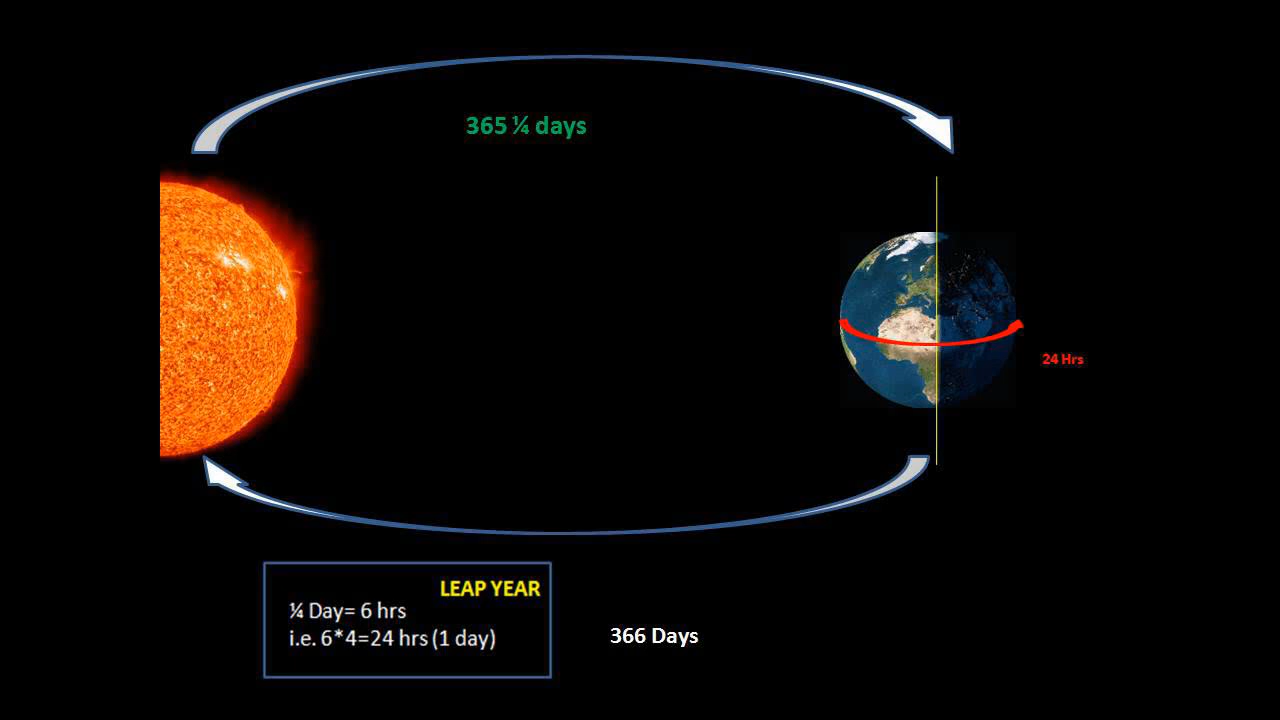 365 ¼ days
24 Hrs
LEAP YEAR
¼ Day= 6 hrs
i.e. 6*4=24 hrs (1 day)
366 Days